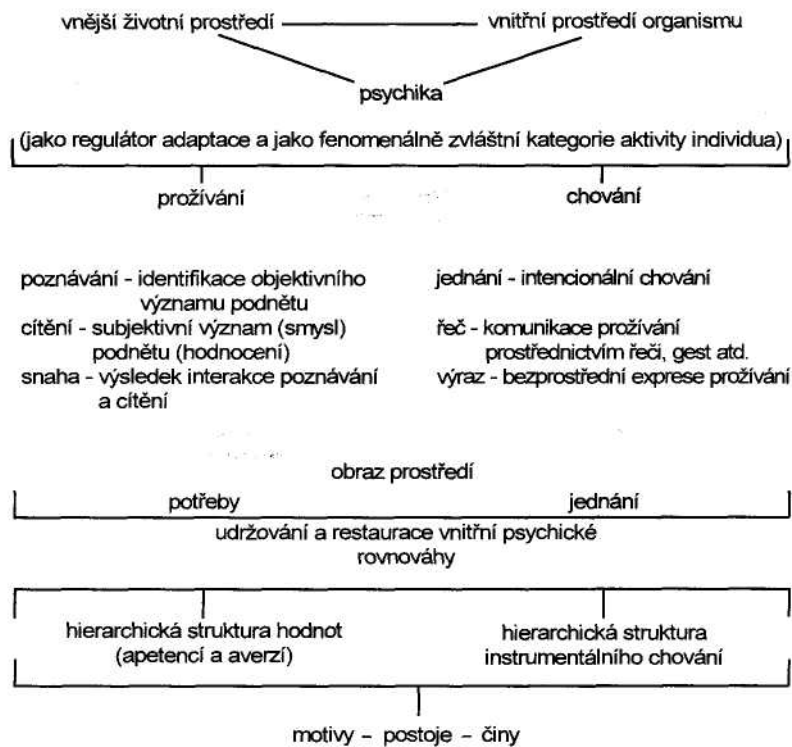 vnější životní prostředí vnitřní prostředí organismu
psychika
(jako regulátor adaptace a jako fenomenálně zvláštní kategorie aktivity individua)
prožívání chování
poznávání - identifikace objektivního
významu podnětu
cítění - subjektivní význam (smysl)
podnětu (hodnocení)
snaha - výsledek interakce poznávání
a cítění
jednání - intencionální chování
řeč - komunikace prožívání
prostřednictvím řeči, gest atd.
výraz - bezprostřední exprese prožívání
obraz prostředí
potřeby jednání
udržování a restaurace vnitřní psychické
rovnováhy
hierarchická struktura hodnot
(apetencí a averzí)
hierarchická struktura
instrumentálního chování
motivy – postoje – činy